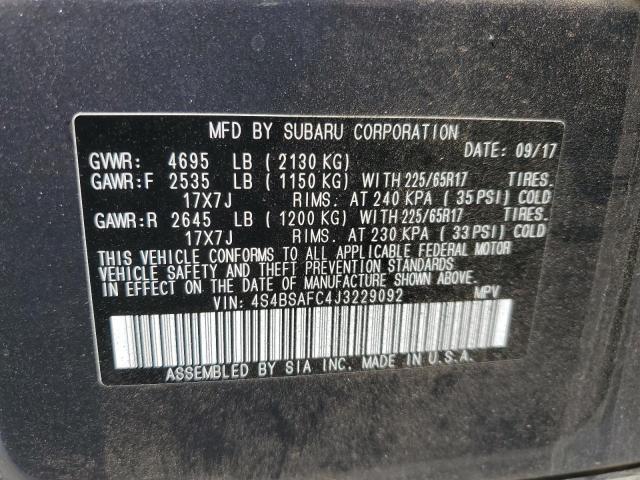 MFD BY SUBARU CORPORATION
DATE: 09/17
GVWR: 4695 LB ( 2130 KG)
GAWR:F 2535 LB ( 1150 KG) WITH 225/65R17 TIRES.
17X7J RIMS. AT 240 KPA ( 35 PSI) COLD
GAWR:R 2645 LB ( 1200 KG) WITH 225/65R17 TIRES.
17X7J RIMS. AT 230 KPA ( 33 PSI) COLD
THIS VEHICLE CONFORMS TO ALL APPLICABLE FEDERAL MOTOR
VEHICLE SAFETY AND THEFT PREVENTION STANDARDS
IN EFFECT ON THE DATE OF MANUFACTURE SHOWN ABOVE.
VIN: 4S4BSAFC4J3229092 MPV
ASSEMBLED BY SIA INC. MADE IN U.S.A.